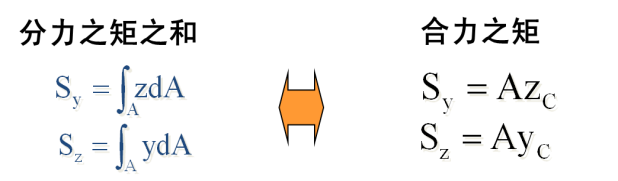 分力之矩之和
S_y = ∫_A zdA
S_z = ∫_A ydA
合力之矩
S_y = Az_C
S_z = Ay_C